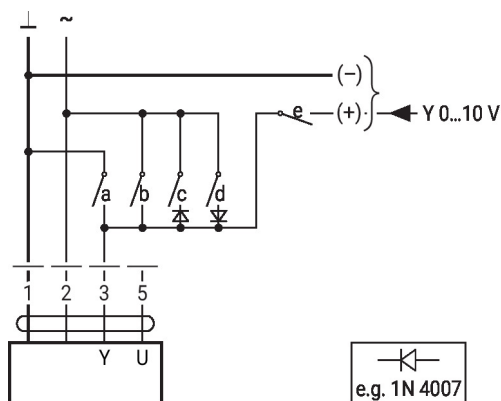 ⊥ ~
(−)
e (+) Y 0...10 V
a b c d
1 2 3 5
Y U
e.g. 1N 4007